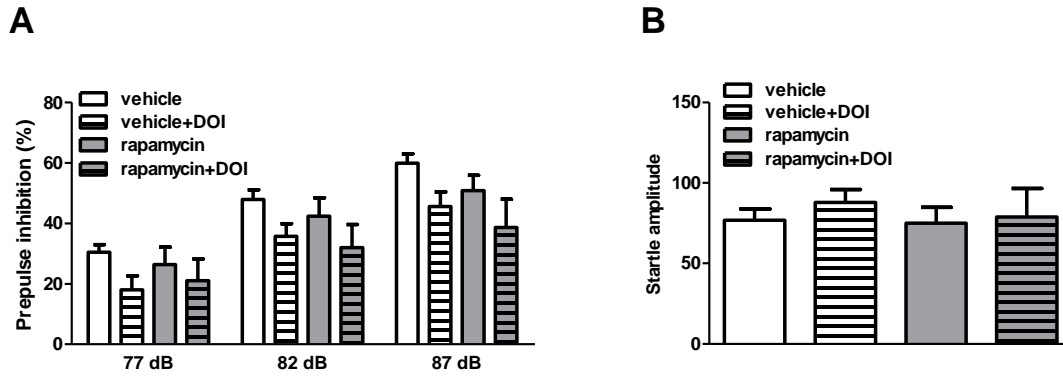 A
B
Prepulse inhibition (%)
80
60
40
20
0
vehicle
vehicle+DOI
rapamycin
rapamycin+DOI
77 dB
82 dB
87 dB
Startle amplitude
150
100
50
0
vehicle
vehicle+DOI
rapamycin
rapamycin+DOI